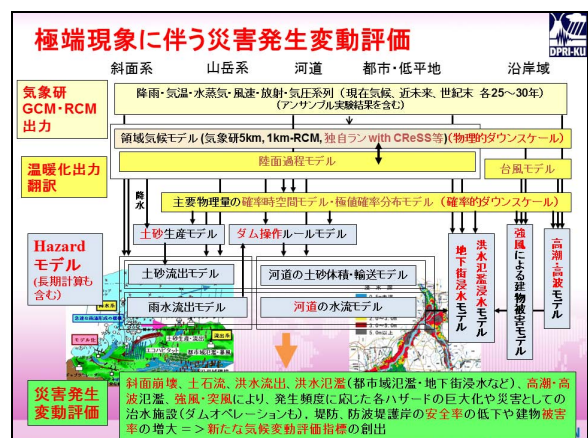 極端現象に伴う災害発生変動評価
DPRI-KU
斜面系 山岳系 河道 都市・低平地 沿岸域
気象研
GCM・RCM
出力
降雨・気温・水蒸気・風速・放射・気圧系列(現在気候、近未来、世紀末 各25~30年)
(アンサンブル実験結果を含む)
温暖化出力
翻訳
領域気候モデル(気象研5km, 1km-RCM, 独自ラン with CReSS等)(物理的ダウンスケール)
陸面過程モデル
台風モデル
降水
主要物理量の確率時空間モデル・極値確率分布モデル(確率的ダウンスケール)
Hazard
モデル
(長期計算も
含む)
土砂生産モデル
ダム操作ルールモデル
土砂流出モデル
河道の土砂体積・輸送モデル
雨水流出モデル
河道の水流モデル
洪水氾濫浸水モデル
地下街浸水モデル
強風による建物被害モデル
高潮・高波モデル
災害発生
変動評価
斜面崩壊、土石流、洪水流出、洪水氾濫(都市域氾濫・地下街浸水など)、高潮・高
波氾濫、強風・突風により、発生頻度に応じた各ハザードの巨大化や災害としての
治水施設(ダムオペレーションも)、堤防、防波堤護岸の安全率の低下や建物被害
率の増大 => 新たな気候変動評価指標の創出